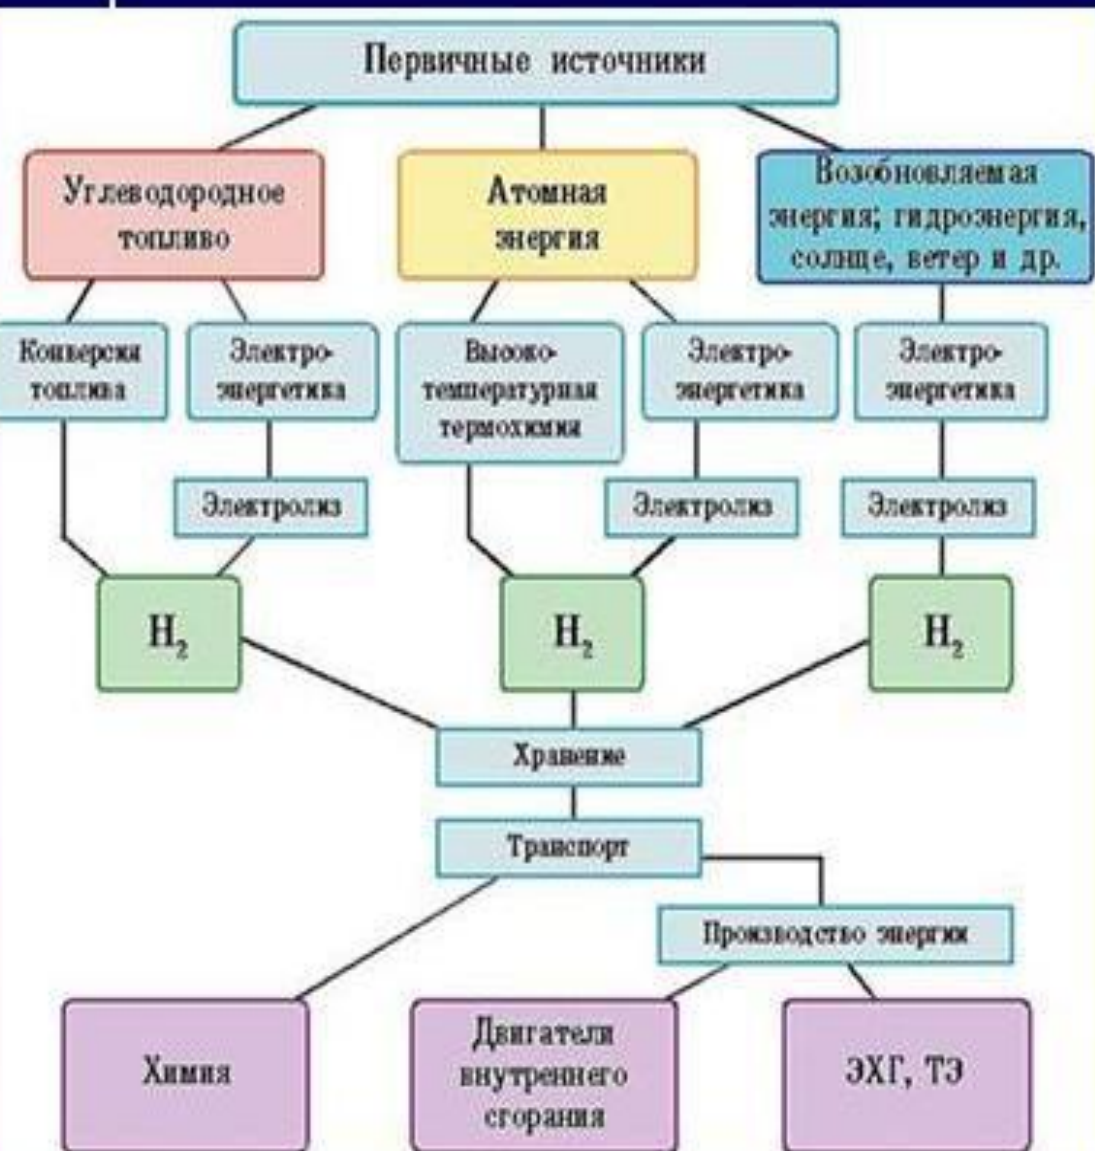 Первичные источники
Углеводородное
топливо
Атомная
энергия
Возобновляемая
энергия; гидроэнергия,
солнце, ветер и др.
Конверсия
топлива
Электро-
энергетика
Высоко-
температурная
термохимия
Электро-
энергетика
Электро-
энергетика
Электролиз
Электролиз
Электролиз
H₂
H₂
H₂
Хранение
Транспорт
Производство энергии
Химия
Двигатели
внутреннего
сгорания
ЭХГ, ТЭ